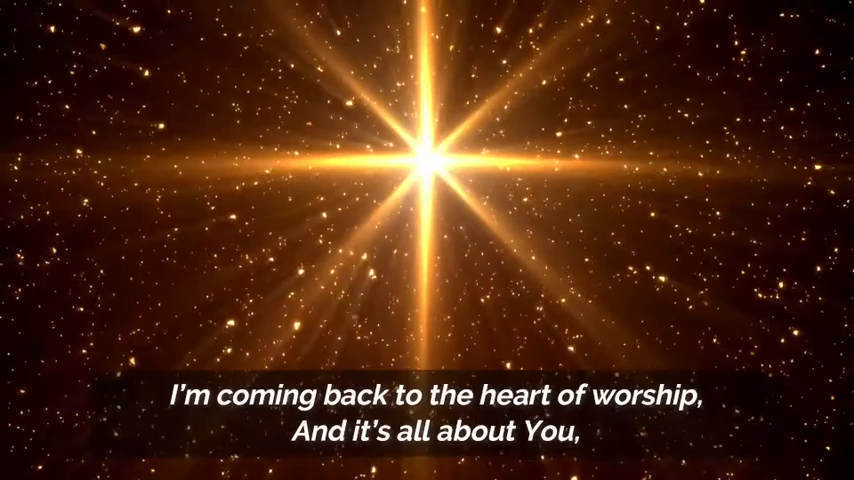 I’m coming back to the heart of worship,
And it’s all about You,